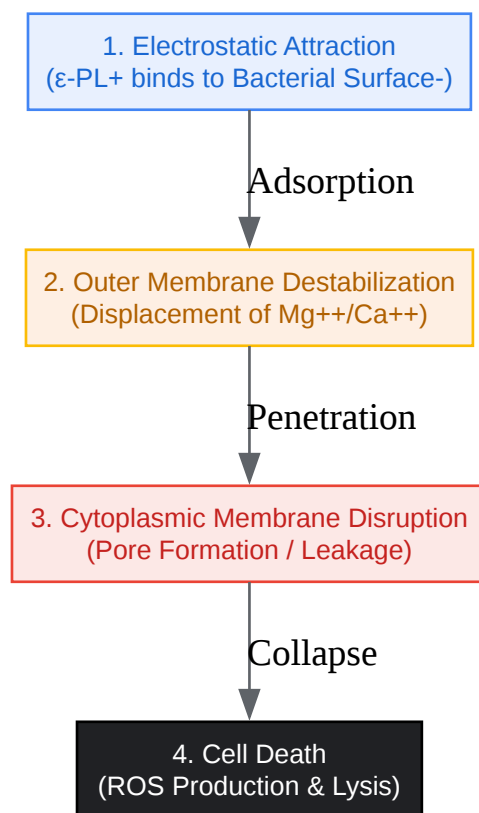 1. Electrostatic Attraction
(ε-PL+ binds to Bacterial Surface-)
Adsorption
2. Outer Membrane Destabilization
(Displacement of Mg++/Ca++)
Penetration
3. Cytoplasmic Membrane Disruption
(Pore Formation / Leakage)
Collapse
4. Cell Death
(ROS Production & Lysis)